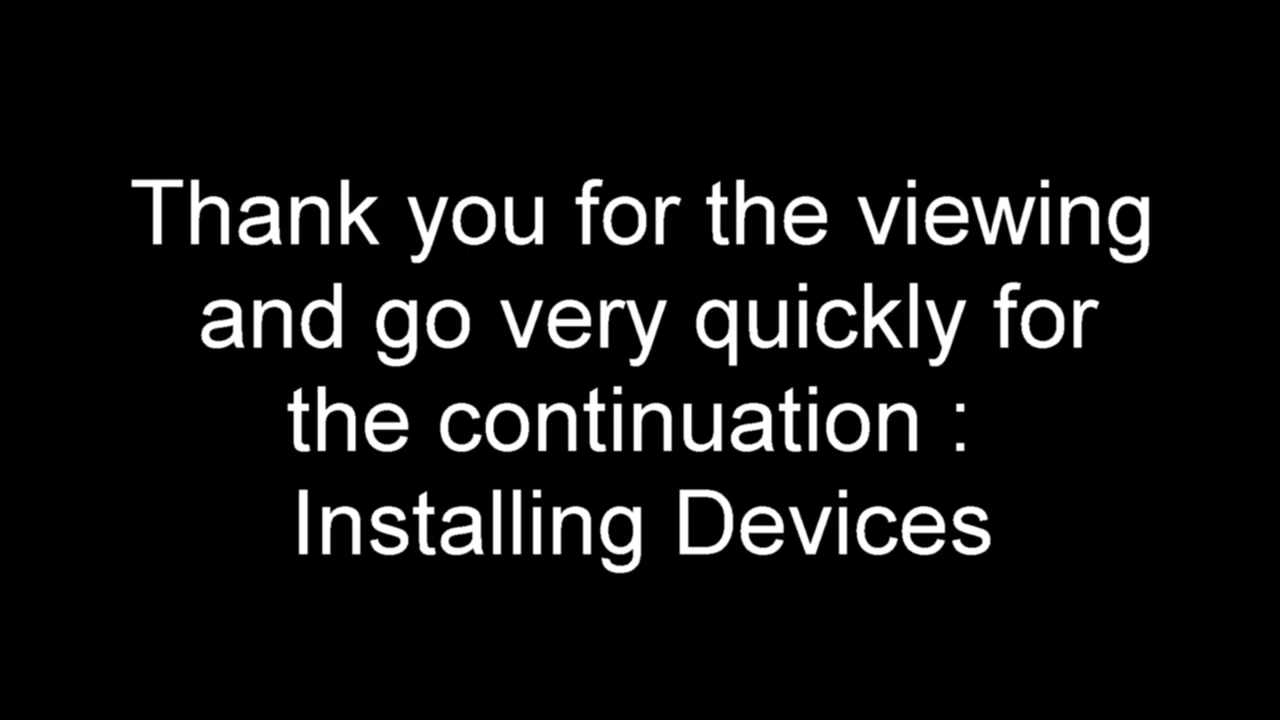 Thank you for the viewing
and go very quickly for
the continuation :
Installing Devices